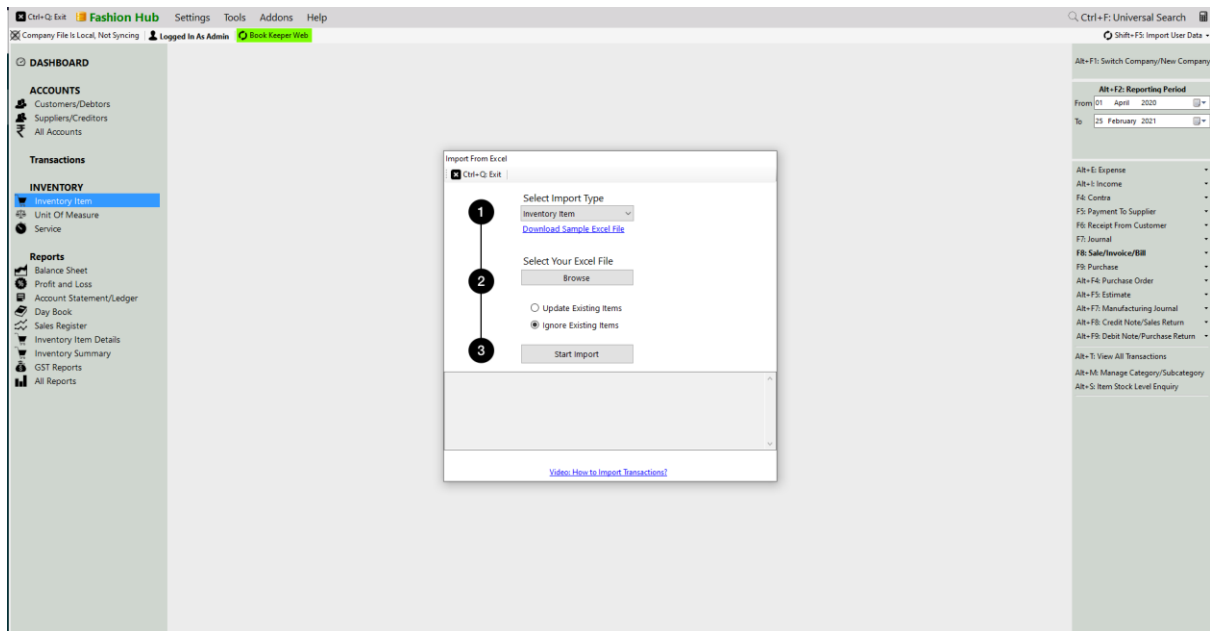 Ctrl+Q: Exit Fashion Hub Settings Tools Addons Help Ctrl+F: Universal Search
Company File Is Local, Not Syncing Logged In As Admin Book Keeper Web Shift+F5: Import User Data
DASHBOARD
ACCOUNTS
Customers/Debtors
Suppliers/Creditors
₹ All Accounts
Transactions
INVENTORY
Inventory Item
Unit Of Measure
Service
Reports
Balance Sheet
Profit and Loss
Account Statement/Ledger
Day Book
Sales Register
Inventory Item Details
Inventory Summary
GST Reports
All Reports
Import From Excel
Ctrl+Q: Exit
1
Select Import Type
Inventory Item
Download Sample Excel File
2
Select Your Excel File
Browse
Update Existing Items
Ignore Existing Items
3
Start Import
Video: How to Import Transactions?
Alt+F1: Switch Company/New Company
Alt+F2: Reporting Period
From 01 April 2020
To 25 February 2021
Alt+E: Expense
Alt+I: Income
F4: Contra
F5: Payment To Supplier
F6: Receipt From Customer
F7: Journal
F8: Sale/Invoice/Bill
F9: Purchase
Alt+F4: Purchase Order
Alt+F5: Estimate
Alt+F7: Manufacturing Journal
Alt+F8: Credit Note/Sales Return
Alt+F9: Debit Note/Purchase Return
Alt+T: View All Transactions
Alt+M: Manage Category/Subcategory
Alt+S: Item Stock Level Enquiry